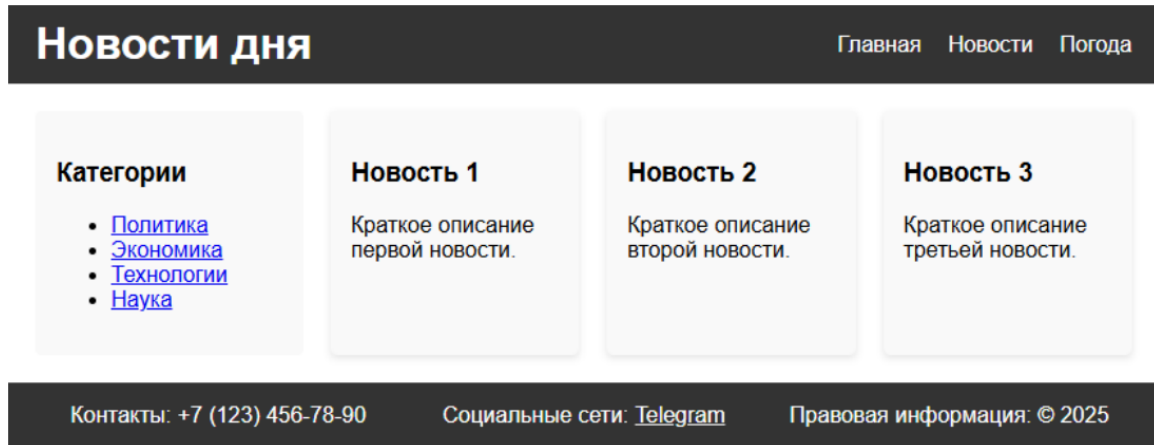 Новости дня
Главная Новости Погода
Категории
Политика
Экономика
Технологии
Наука
Новость 1
Краткое описание
первой новости.
Новость 2
Краткое описание
второй новости.
Новость 3
Краткое описание
третьей новости.
Контакты: +7 (123) 456-78-90 Социальные сети: Telegram Правовая информация: © 2025